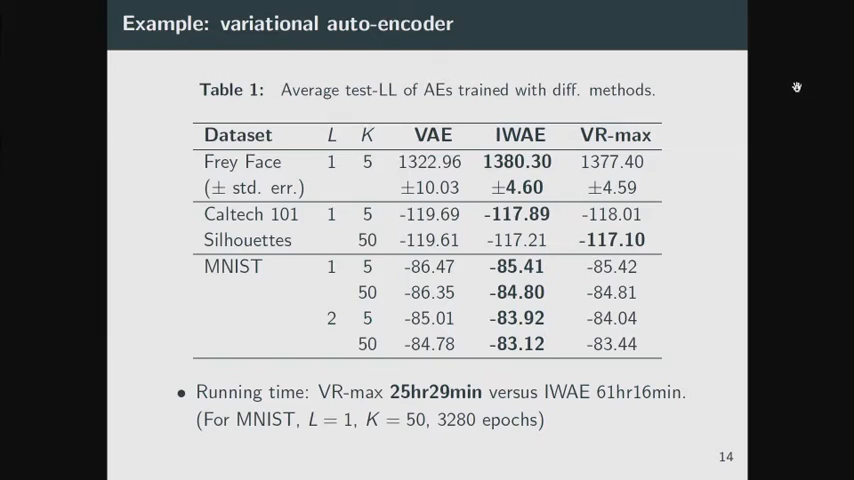 Example: variational auto-encoder
Table 1: Average test-LL of AEs trained with diff. methods.
Dataset L K VAE IWAE VR-max
Frey Face 1 5 1322.96 1380.30 1377.40
(± std. err.) ±10.03 ±4.60 ±4.59
Caltech 101 1 5 -119.69 -117.89 -118.01
Silhouettes 50 -119.61 -117.21 -117.10
MNIST 1 5 -86.47 -85.41 -85.42
50 -86.35 -84.80 -84.81
2 5 -85.01 -83.92 -84.04
50 -84.78 -83.12 -83.44
• Running time: VR-max 25hr29min versus IWAE 61hr16min.
(For MNIST, L = 1, K = 50, 3280 epochs)
14